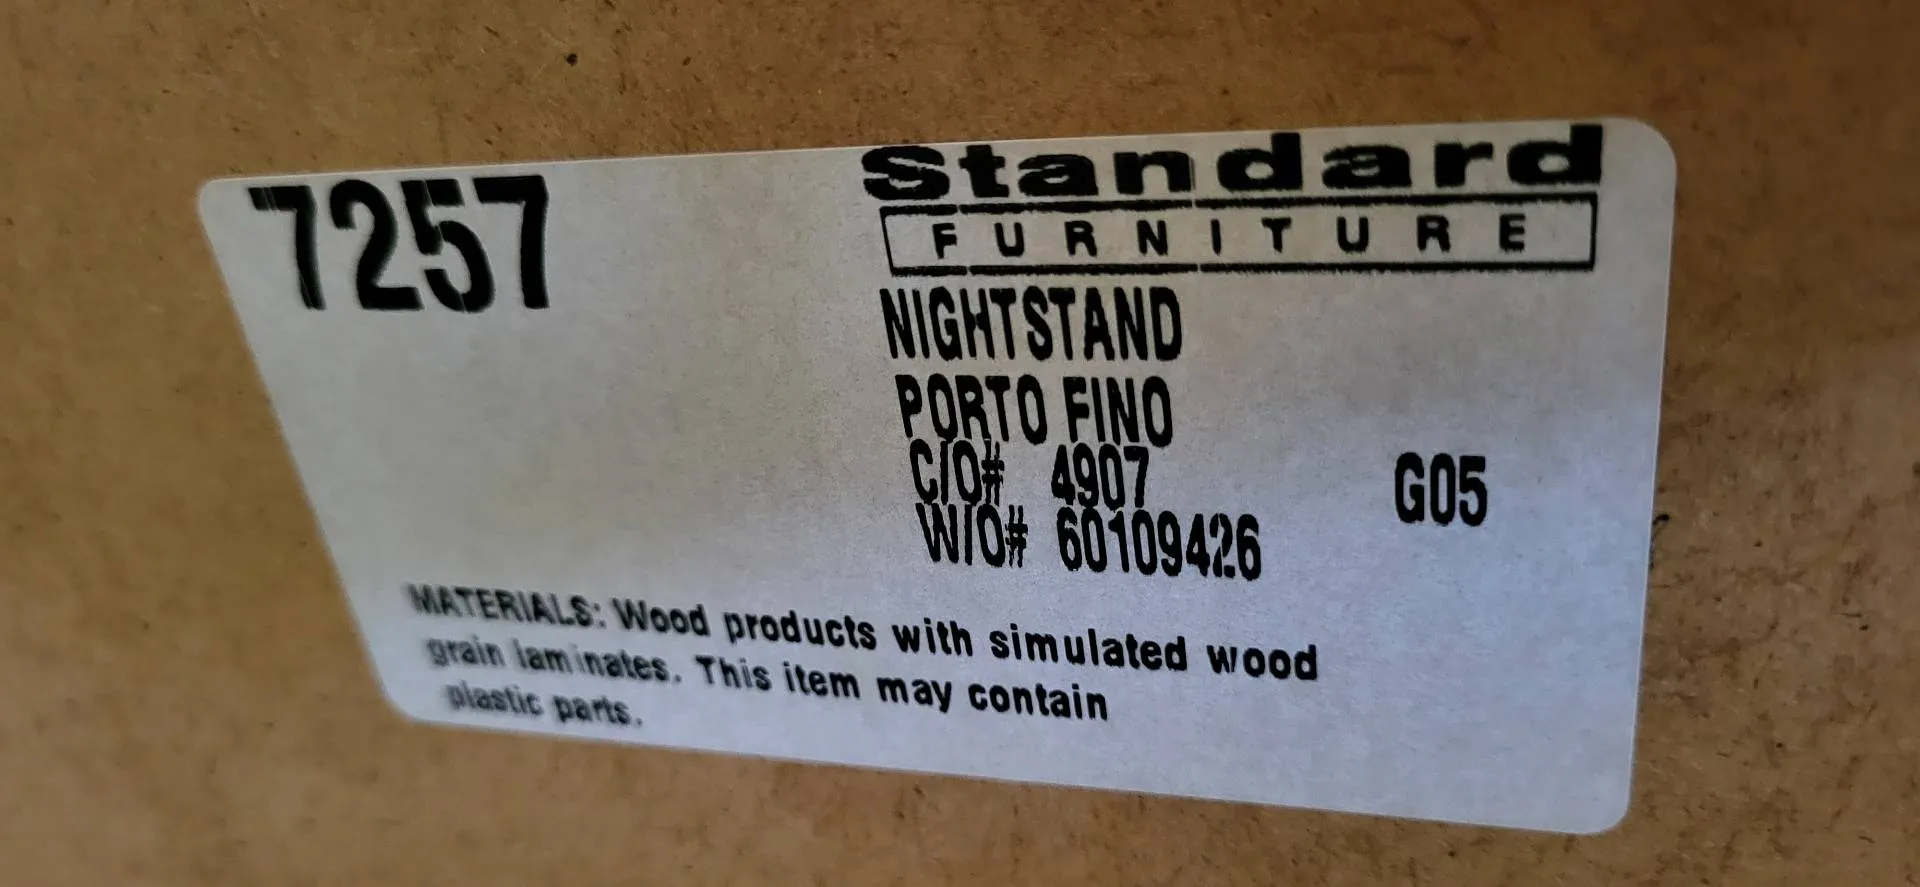 7257
Standard
FURNITURE
NIGHTSTAND
PORTO FINO
C/O# 4907
G05
W/O# 60109426
MATERIALS: Wood products with simulated wood
grain laminates. This item may contain
plastic parts.